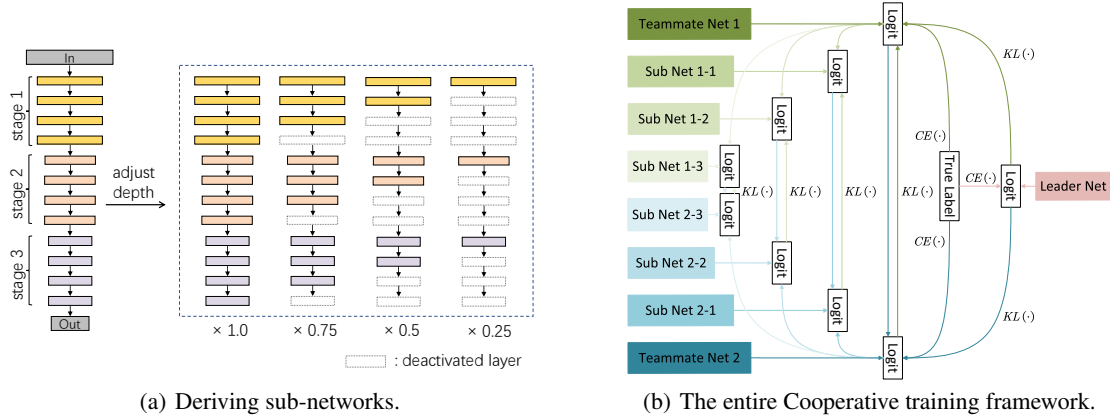 In
stage 1
stage 2
stage 3
adjust
depth
Out
× 1.0
× 0.75
× 0.5
× 0.25
: deactivated layer
(a) Deriving sub-networks.
Teammate Net 1
Sub Net 1-1
Sub Net 1-2
Sub Net 1-3
Sub Net 2-3
Sub Net 2-2
Sub Net 2-1
Teammate Net 2
Logit
Logit
Logit
Logit
Logit
Logit
Logit
Logit
KL(·)
KL(·)
KL(·)
KL(·)
KL(·)
CE(·)
True Label
CE(·)
CE(·)
Logit
Leader Net
KL(·)
(b) The entire Cooperative training framework.